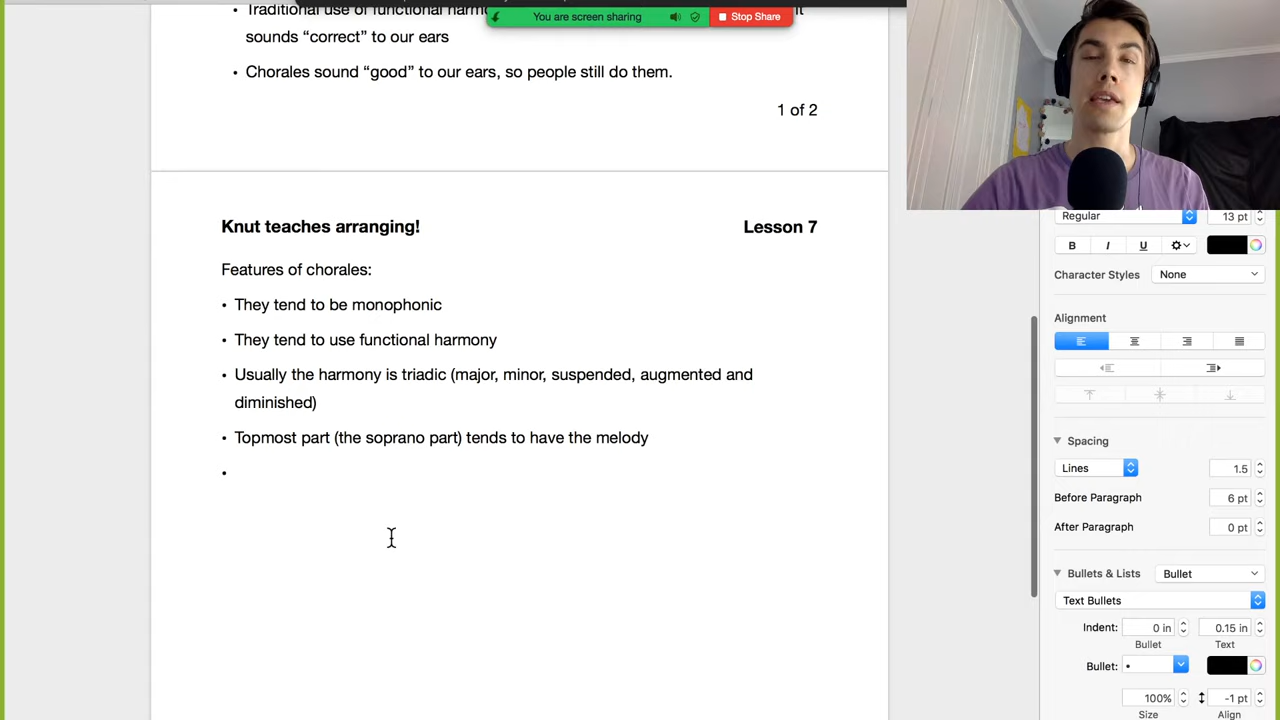 Traditional use of functional
You are screen sharing
Stop Share
sounds “correct” to our ears
• Chorales sound “good” to our ears, so people still do them.
1 of 2
Knut teaches arranging!
Lesson 7
Features of chorales:
• They tend to be monophonic
• They tend to use functional harmony
• Usually the harmony is triadic (major, minor, suspended, augmented and
diminished)
• Topmost part (the soprano part) tends to have the melody
•
Regular
13 pt
B I U
Character Styles
None
Alignment
Spacing
Lines
1.5
Before Paragraph
6 pt
After Paragraph
0 pt
Bullets & Lists
Bullet
Text Bullets
Indent:
0 in
0.15 in
Bullet
Text
Bullet:
•
100%
-1 pt
Size
Align